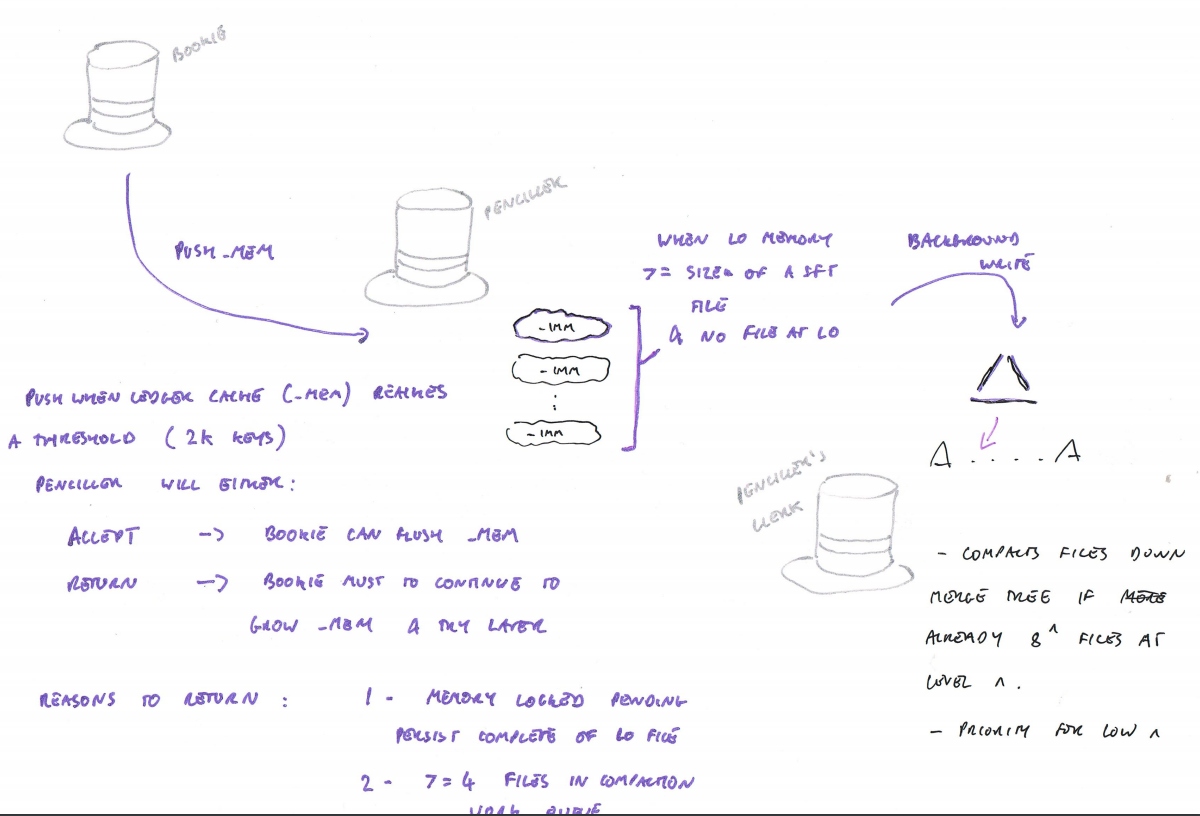 BOOKIE
PENCILLER
PUSH_MEM
WHEN L0 MEMORY
>= SIZE OF A SFT
FILE
& NO FILE AT L0
BACKGROUND
WRITE
_IMM
_IMM
:
_IMM
PUSH WHEN LEDGER CACHE (_MEM) REACHES
A THRESHOLD (2K KEYS)
PENCILLER WILL EITHER:
ACCEPT -> BOOKIE CAN FLUSH _MEM
RETURN -> BOOKIE MUST TO CONTINUE TO
GROW _MEM & TRY LATER
REASONS TO RETURN : 1 - MEMORY LOCKED PENDING
PERSIST COMPLETE OF L0 FILE
2 - >= 4 FILES IN COMPACTION
WORK QUEUE
PENCILLER'S
CLERK
- COMPACTS FILES DOWN
MERGE TREE IF MORE
ALREADY 8^ FILES AT
LEVEL n.
- PRIORITY FOR LOW n